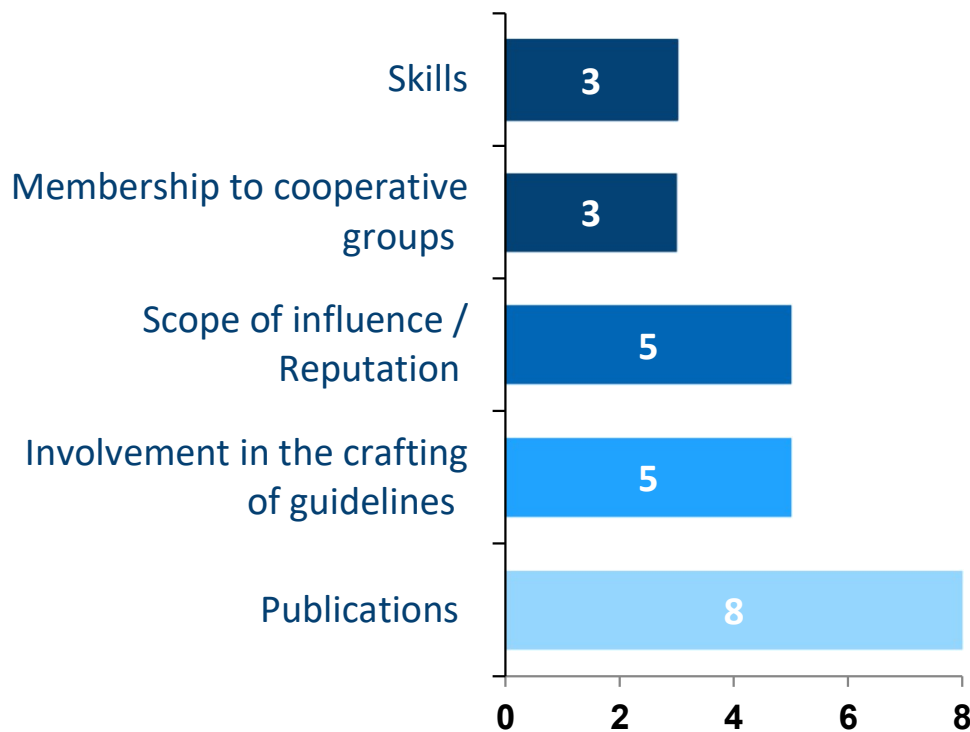 Skills
3
Membership to cooperative
groups
3
Scope of influence /
Reputation
5
Involvement in the crafting
of guidelines
5
Publications
8
0 2 4 6 8